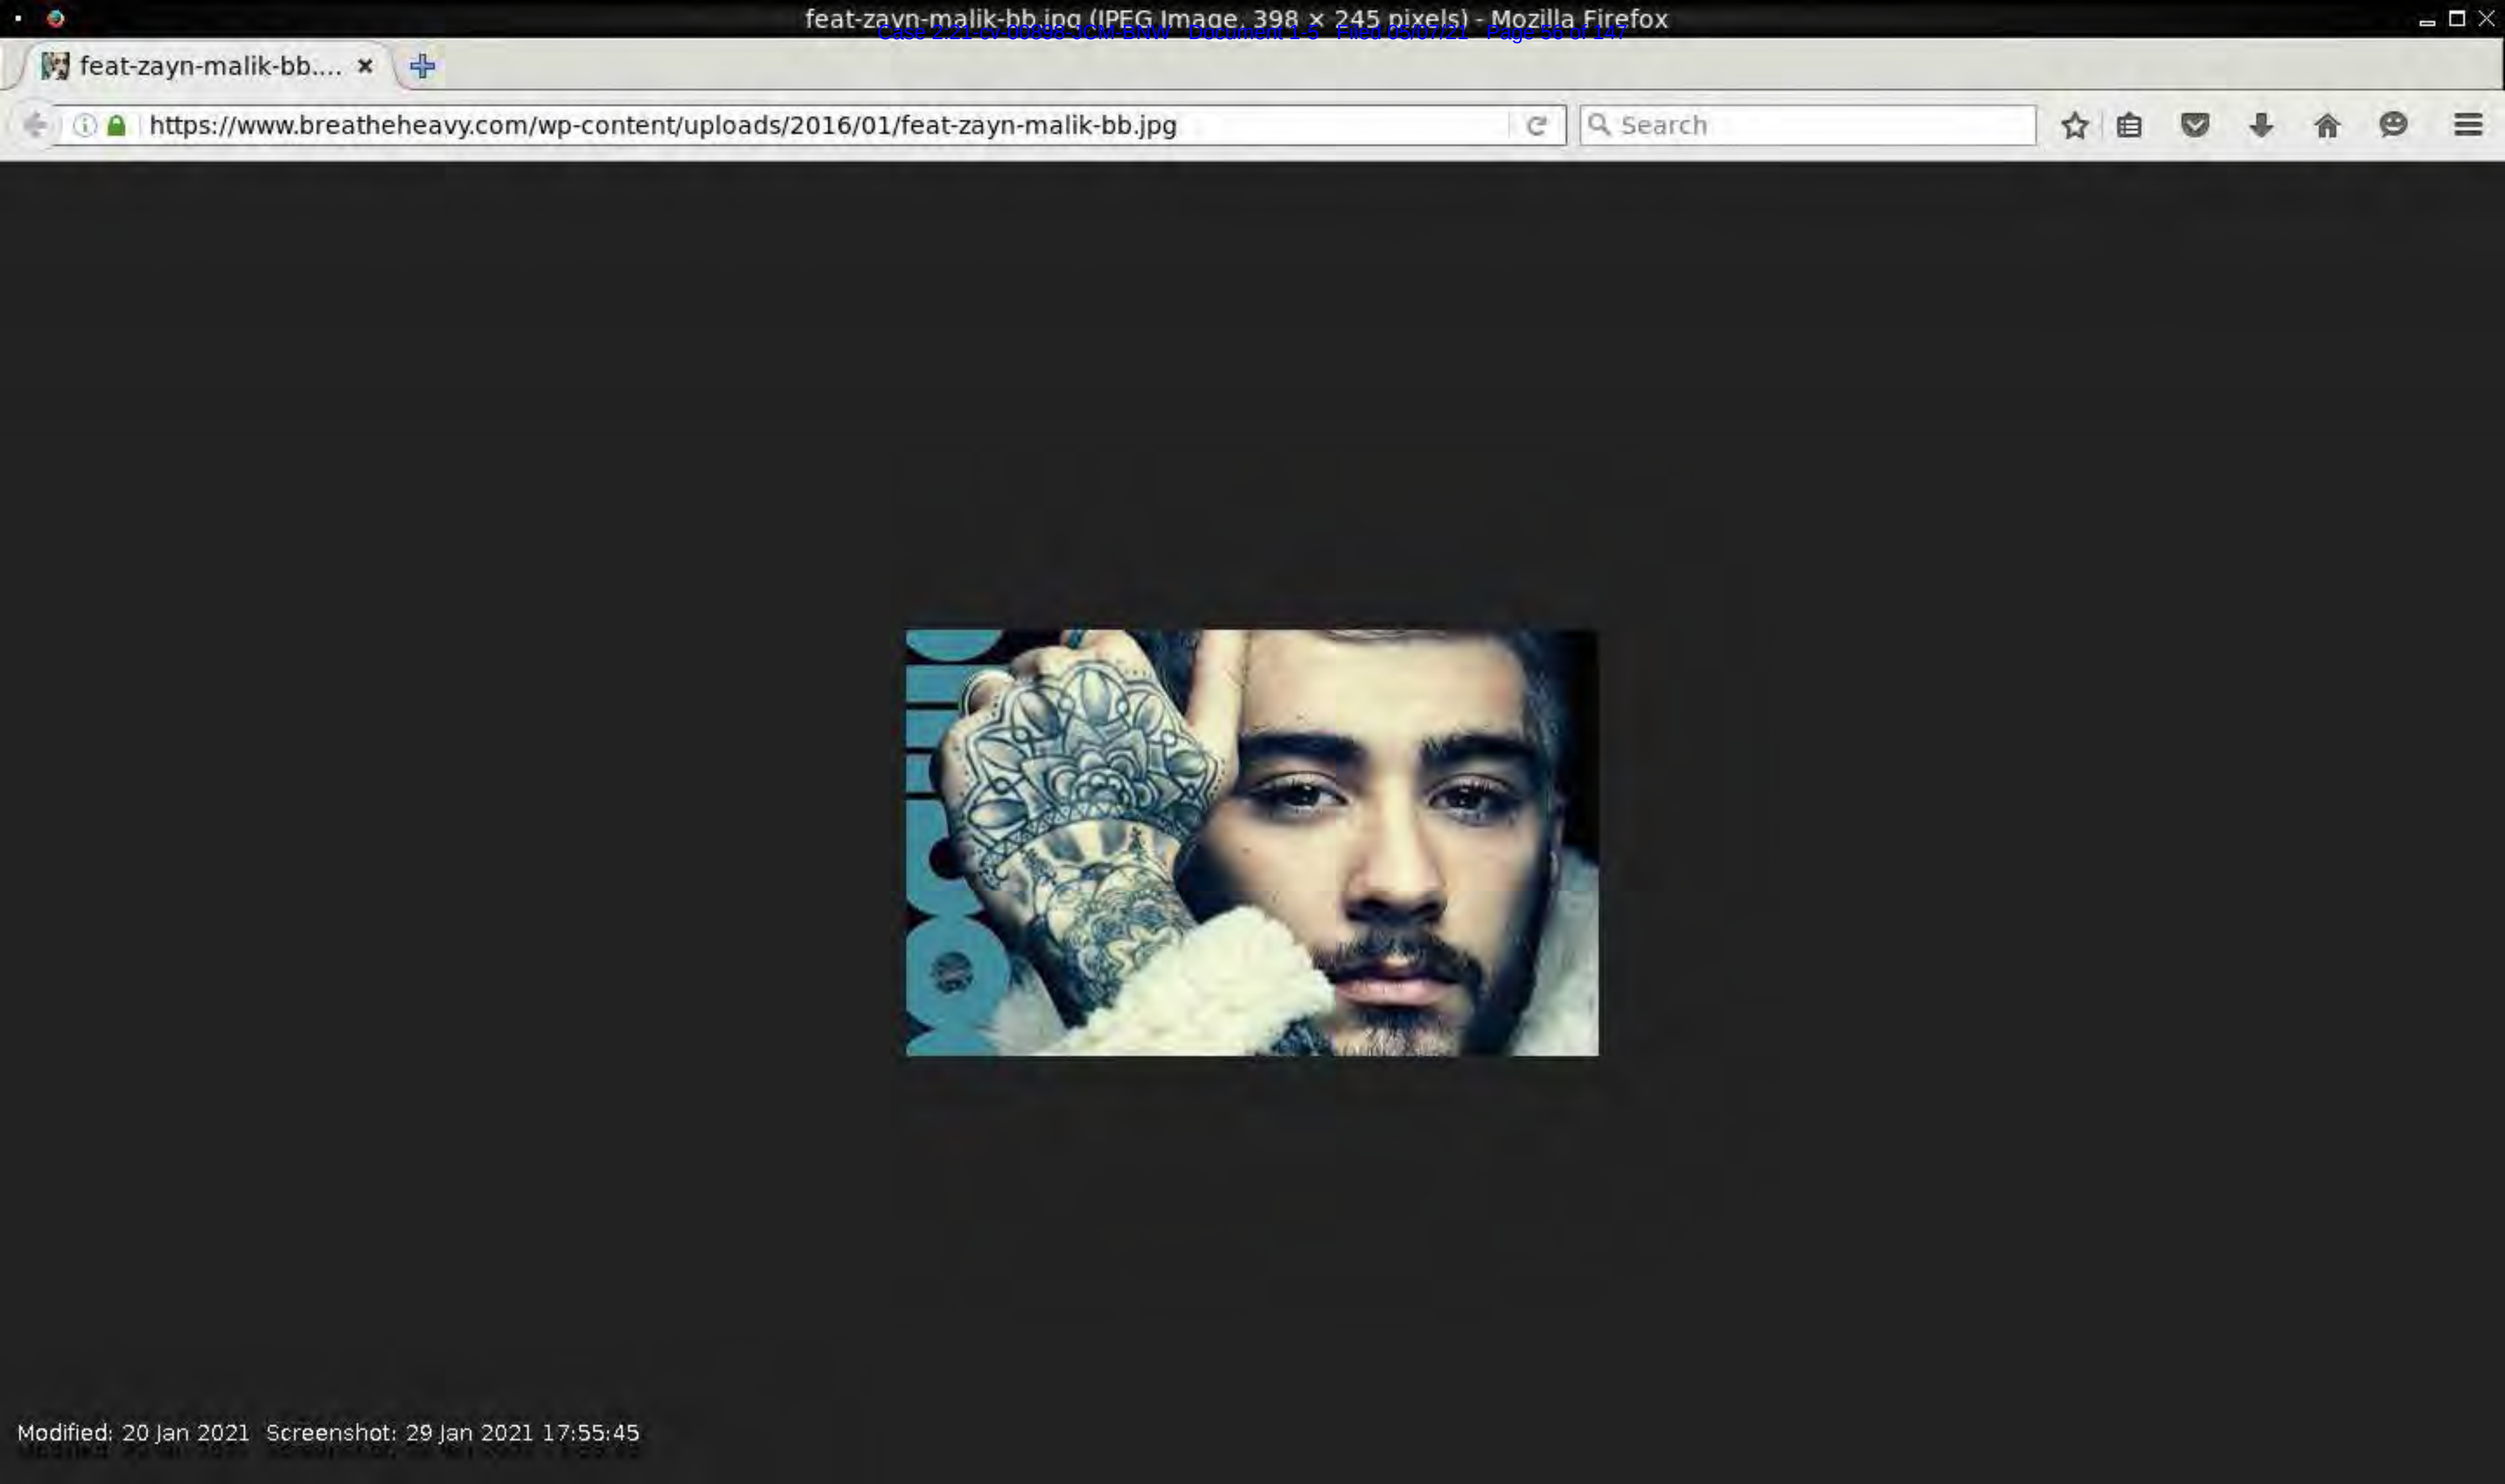 feat-zayn-malik-bb.jpg (JPEG Image, 398 × 245 pixels) - Mozilla Firefox
Case 2:21-cv-00898-JCM-BNW Document 1-5 Filed 05/07/21 Page 56 of 147
feat-zayn-malik-bb....
https://www.breatheheavy.com/wp-content/uploads/2016/01/feat-zayn-malik-bb.jpg
Search
Modified: 20 Jan 2021 Screenshot: 29 Jan 2021 17:55:45